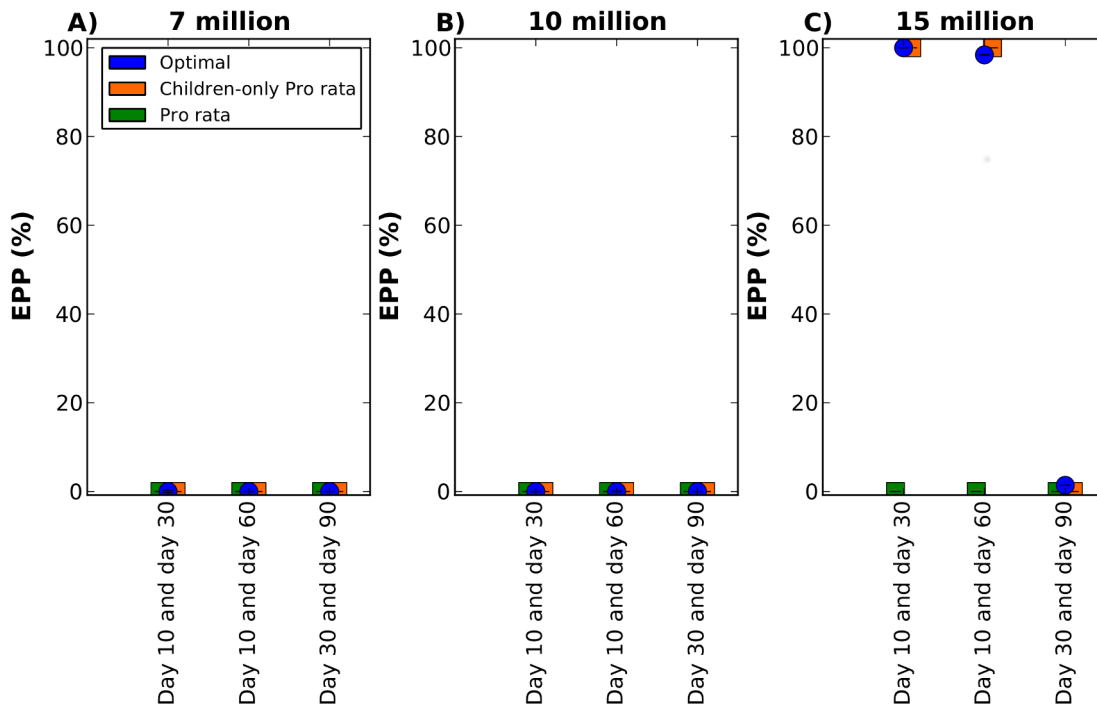 A) 7 million
B) 10 million
C) 15 million
Optimal
Children-only Pro rata
Pro rata
EPP (%)
100
80
60
40
20
0
Day 10 and day 30
Day 10 and day 60
Day 30 and day 90
EPP (%)
100
80
60
40
20
0
Day 10 and day 30
Day 10 and day 60
Day 30 and day 90
EPP (%)
100
80
60
40
20
0
Day 10 and day 30
Day 10 and day 60
Day 30 and day 90